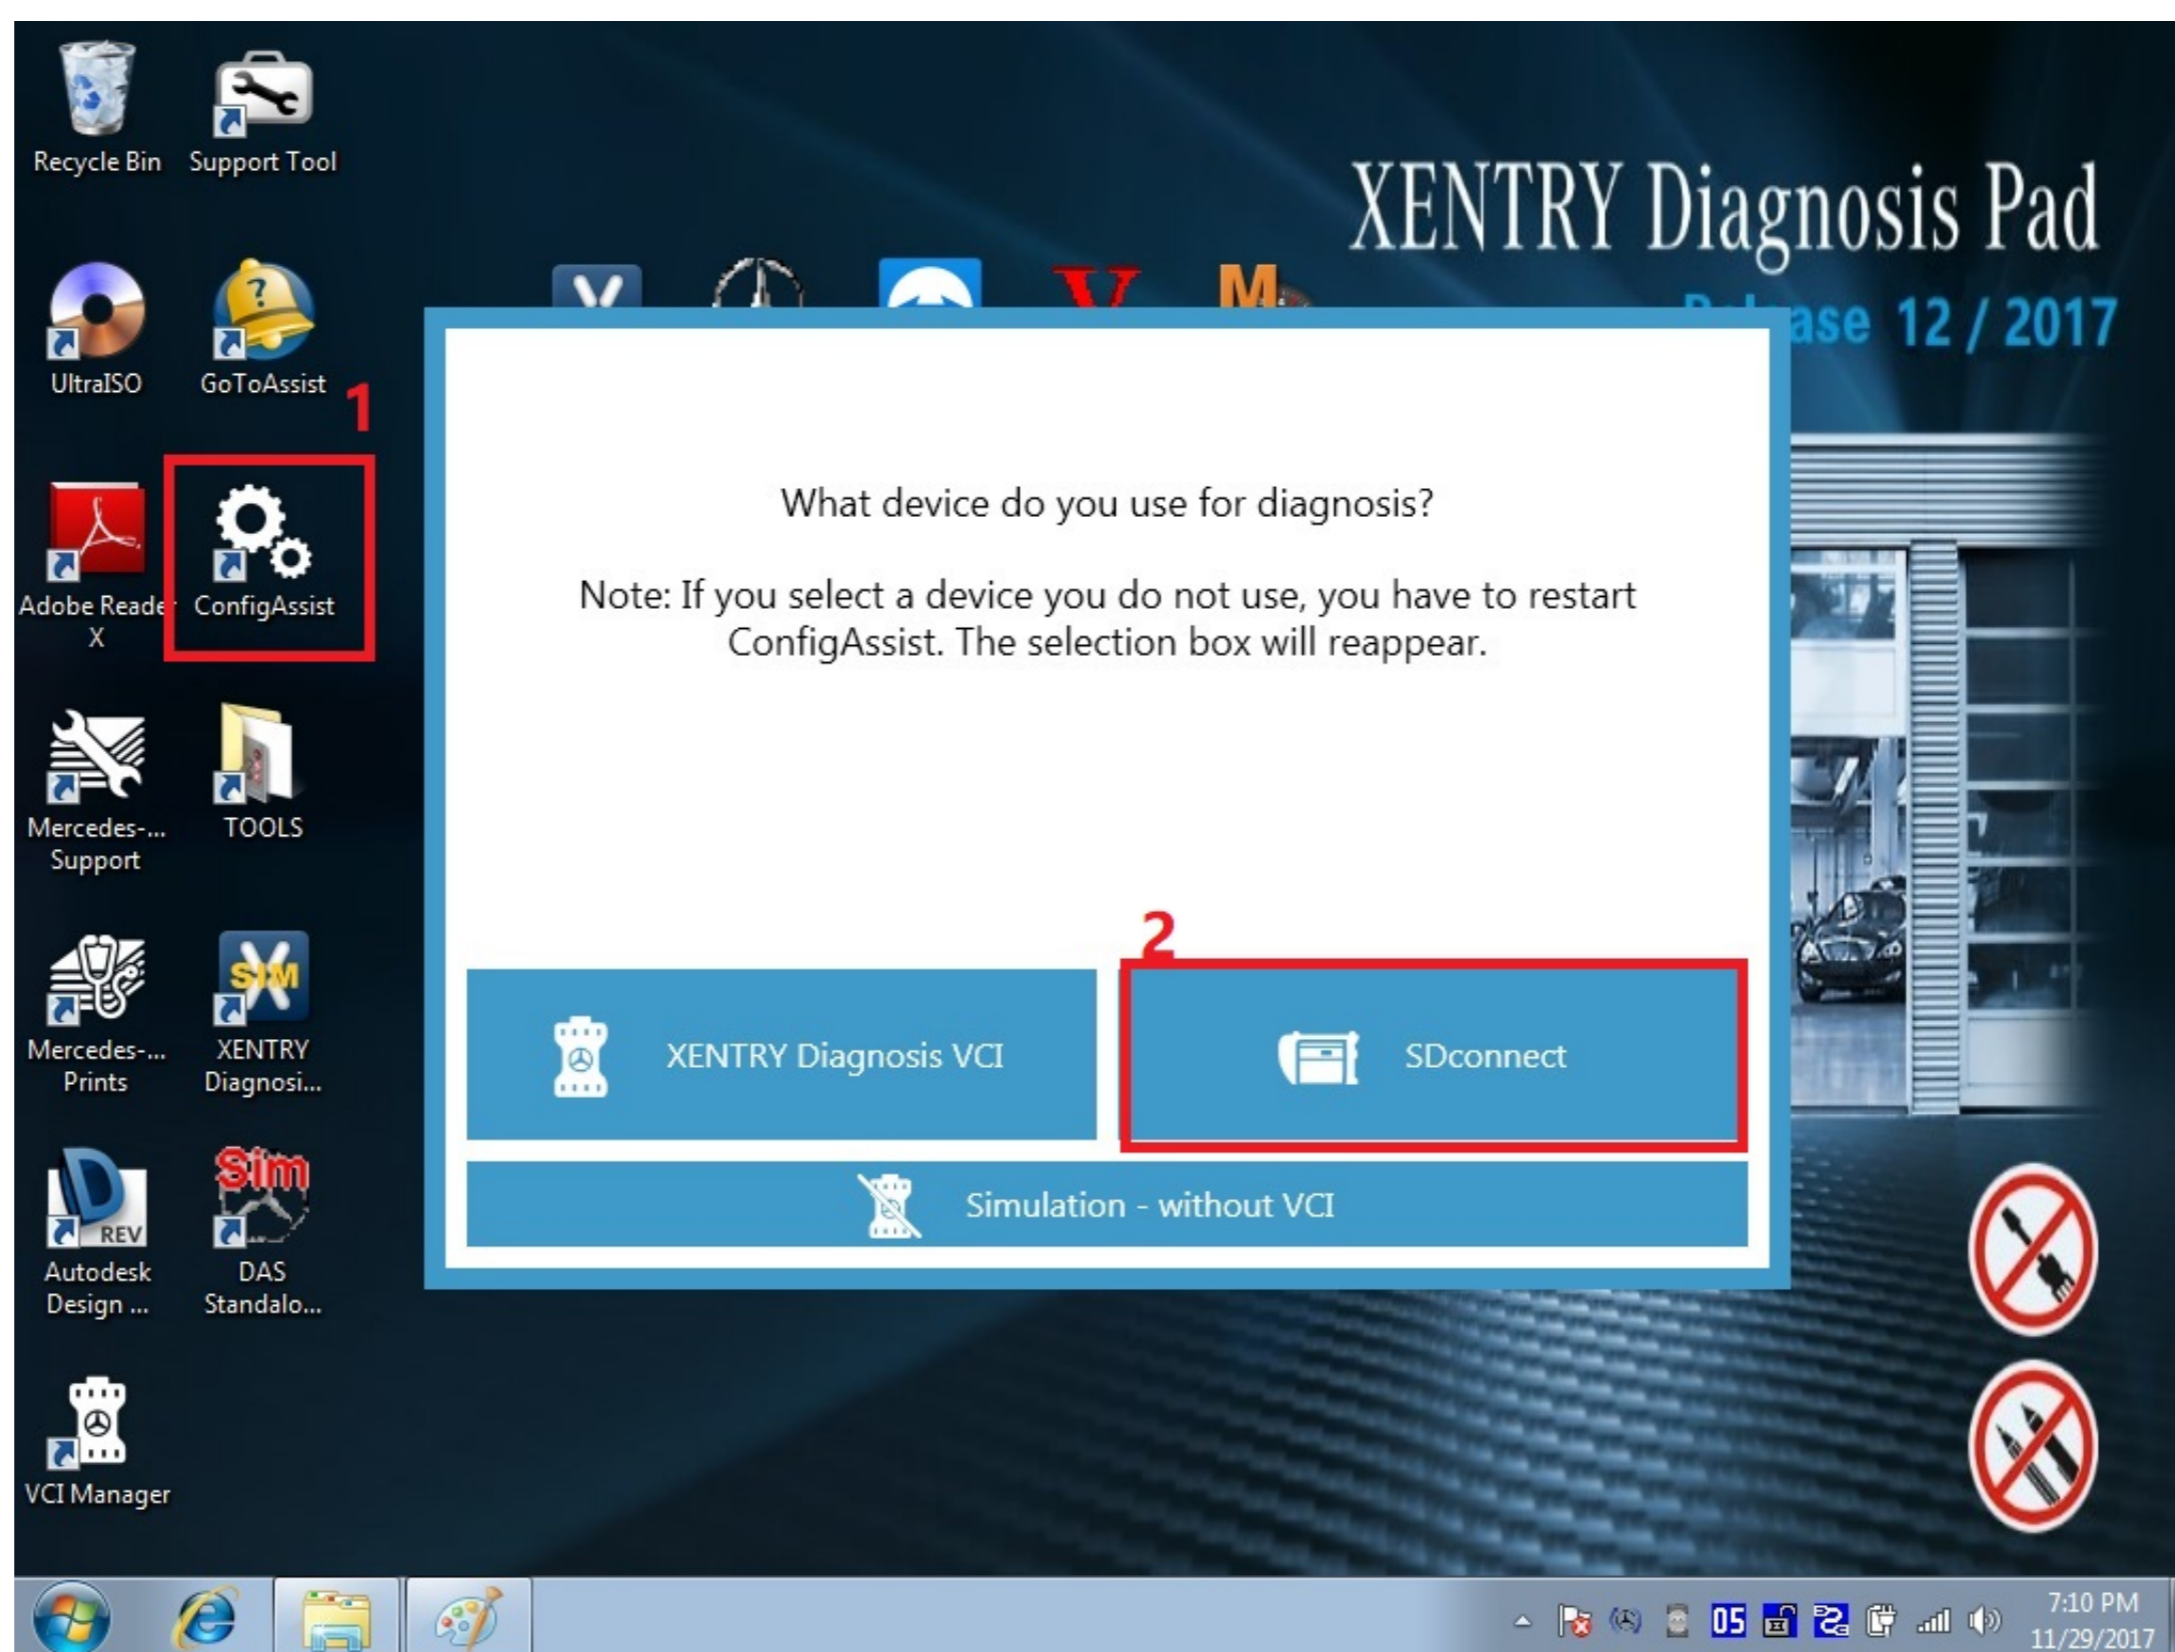 Recycle Bin
Support Tool
XENTRY Diagnosis Pad
Release 12 / 2017
UltraISO
GoToAssist
1
Adobe Reader
X
ConfigAssist
What device do you use for diagnosis?
Note: If you select a device you do not use, you have to restart
ConfigAssist. The selection box will reappear.
Mercedes-...
Support
TOOLS
2
XENTRY Diagnosis VCI
SDconnect
Simulation - without VCI
Mercedes-...
Prints
SIM
XENTRY
Diagnosi...
REV
Autodesk
Design ...
Sim
DAS
Standalo...
VCI Manager
05
7:10 PM
11/29/2017